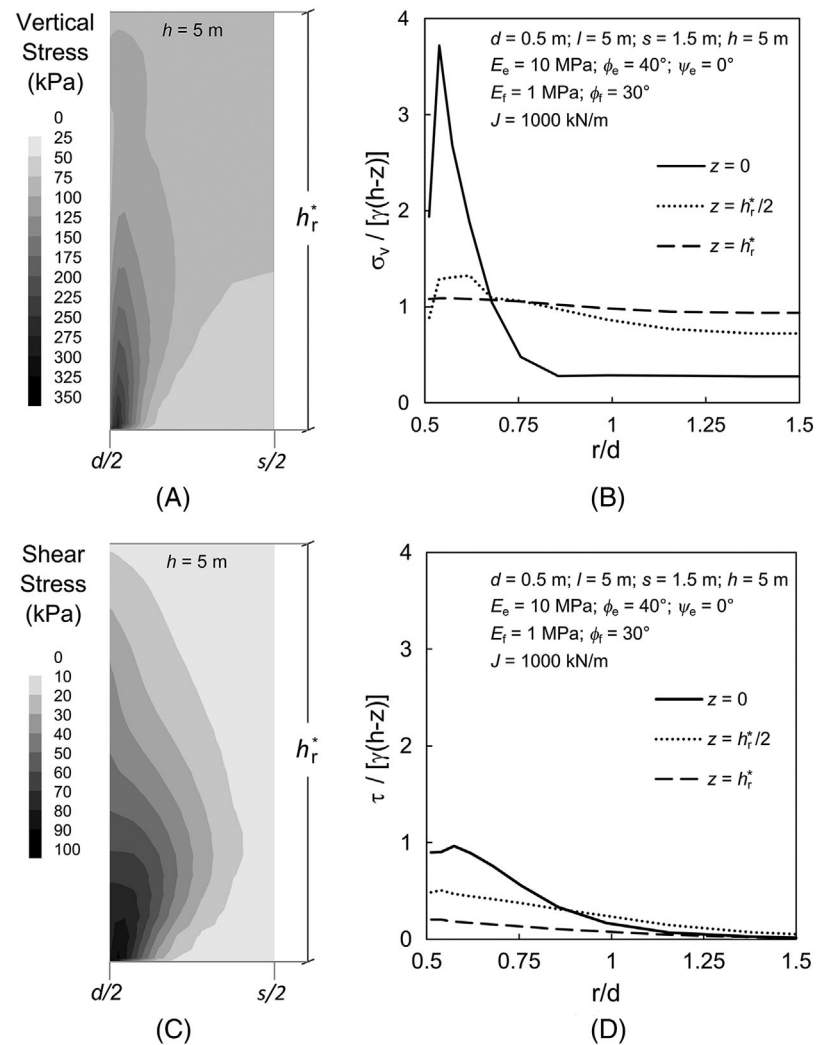 Vertical
Stress
(kPa)
0
25
50
75
100
125
150
175
200
225
250
275
300
325
350
h = 5 m
h*r
d/2
s/2
(A)
σv / [γ(h-z)]
4
3
2
1
0
d = 0.5 m; l = 5 m; s = 1.5 m; h = 5 m
Ee = 10 MPa; ϕe = 40°; ψe = 0°
Ef = 1 MPa; ϕf = 30°
J = 1000 kN/m
z = 0
z = h*r/2
z = h*r
0.5 0.75 1 1.25 1.5
r/d
(B)
Shear
Stress
(kPa)
0
10
20
30
40
50
60
70
80
90
100
h = 5 m
h*r
d/2
s/2
(C)
τ / [γ(h-z)]
4
3
2
1
0
d = 0.5 m; l = 5 m; s = 1.5 m; h = 5 m
Ee = 10 MPa; ϕe = 40°; ψe = 0°
Ef = 1 MPa; ϕf = 30°
J = 1000 kN/m
z = 0
z = h*r/2
z = h*r
0.5 0.75 1 1.25 1.5
r/d
(D)